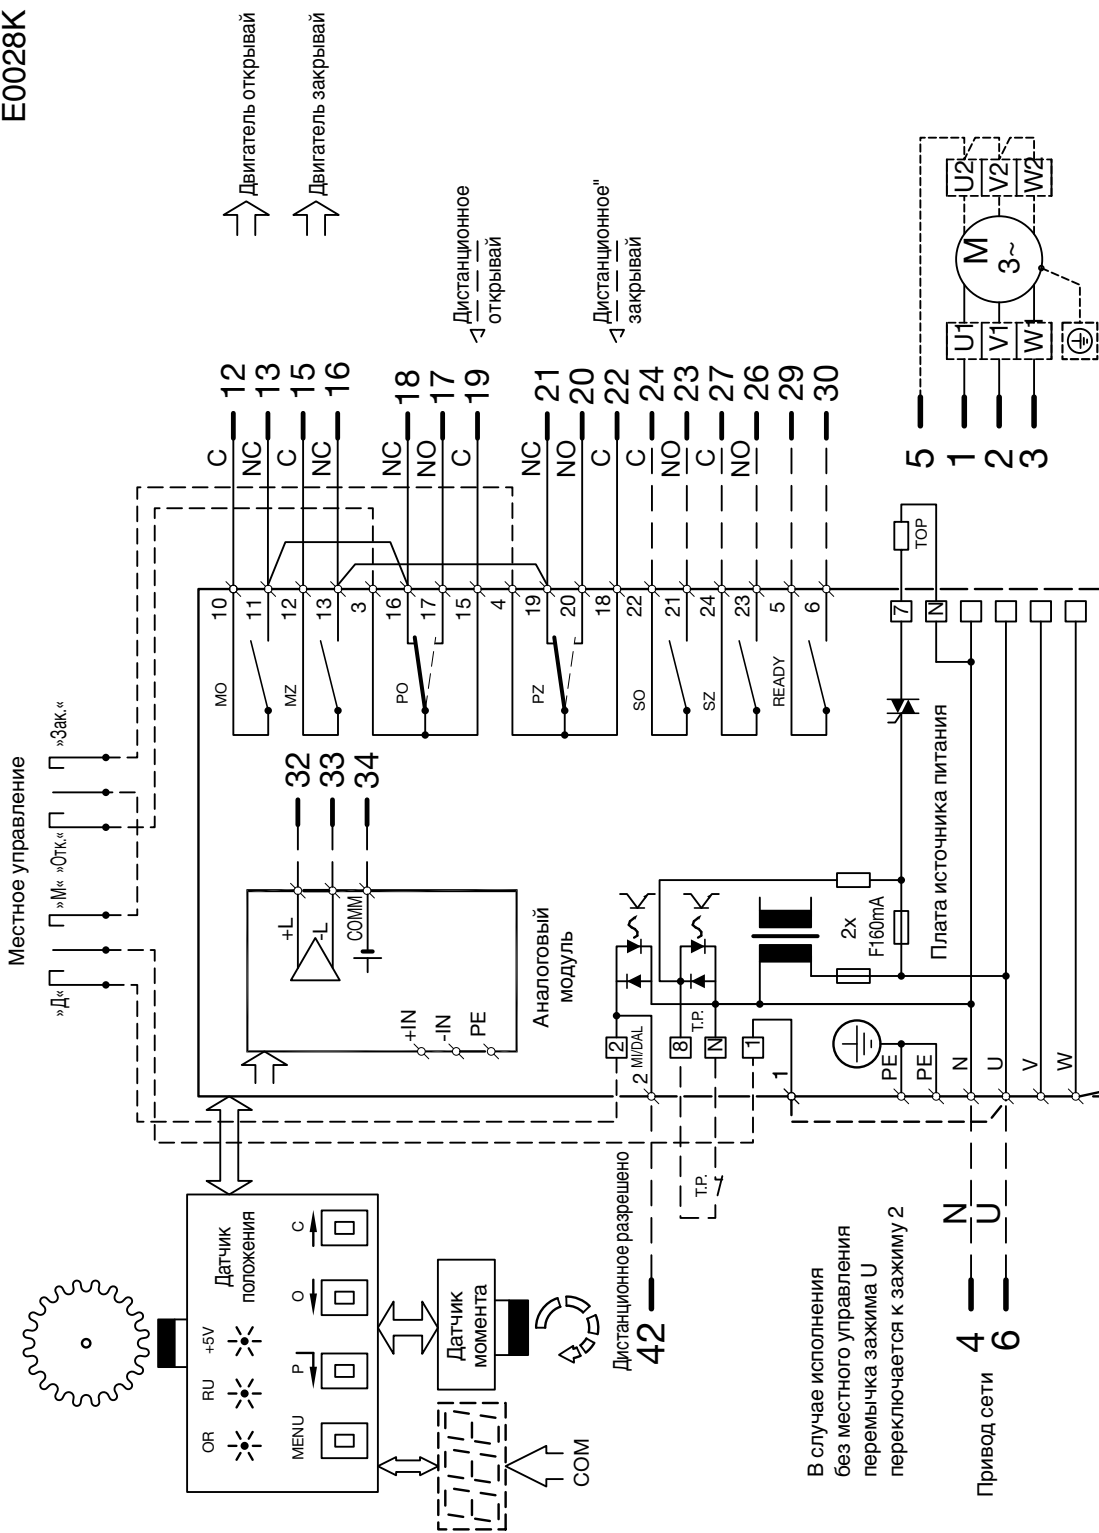 E0028K
Местное управление
»Д«
»М«
»Отк.«
»Зак.«
Двигатель открывай
Двигатель закрывай
Дистанционное
открывай
Дистанционное"
закрывай
C
12
NC
13
C
15
NC
16
NC
18
NO
17
C
19
NC
21
NO
20
C
22
C
24
NO
23
C
27
NO
26
29
30
10
11
12
13
3
16
17
15
4
19
20
18
22
21
24
23
5
6
MO
MZ
PO
PZ
SO
SZ
READY
32
33
34
+L
-L
COMM
+IN
-IN
PE
Аналоговый
модуль
Датчик
положения
+5V
RU
OR
MENU
P
O
C
Датчик
момента
COM
Дистанционное разрешено
42
2
2 MI/DAL
8
T.P.
N
1
1
T.P.
2x
F160mA
Плата источника питания
7
N
TOP
PE
PE
N
U
V
W
N
U
4
6
Привод сети
В случае исполнения
без местного управления
перемычка зажима U
переключается к зажиму 2
5
1
2
3
U1
V1
W1
M
3~
U2
V2
W2